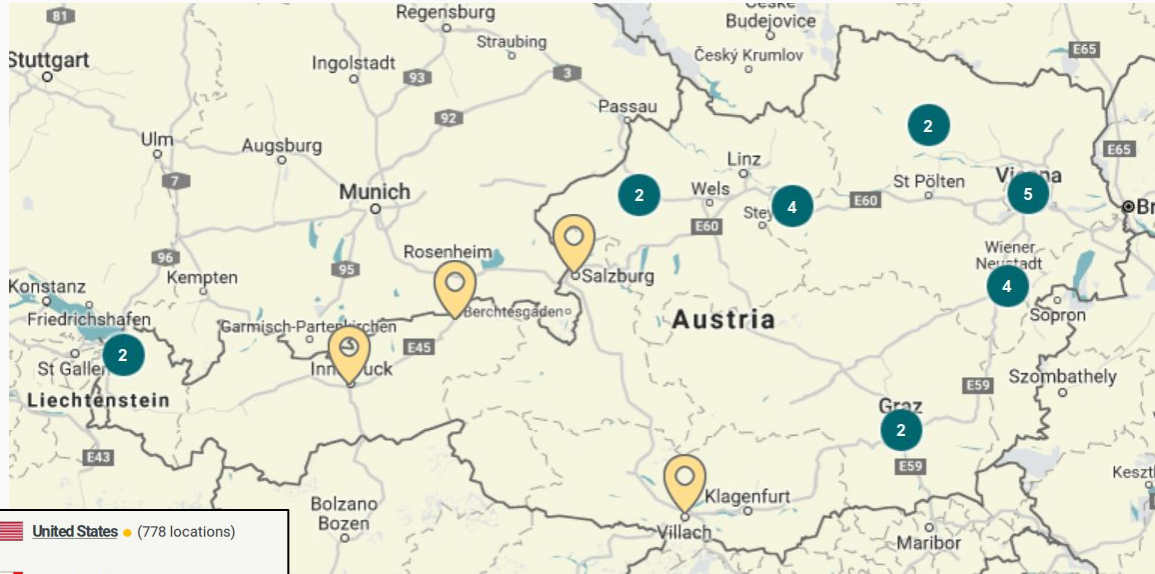 81
Regensburg
České
Budejovice
Straubing
Český Krumlov
E65
Stuttgart
Ingolstadt
93
3
Passau
92
2
Ulm
Augsburg
Linz
E65
7
Munich
2
Wels
4
E60
St Pölten
Vienna
5
Rosenheim
E60
Wiener
Neustadt
96
Kempten
95
Salzburg
4
Konstanz
Friedrichshafen
Berchtesgaden
Austria
Sopron
Garmisch-Partenkirchen
E45
2
St Gallen
Innsbruck
Liechtenstein
E59
Szombathely
Graz
2
E43
E59
Bolzano
Bozen
Klagenfurt
Villach
Maribor
United States (778 locations)